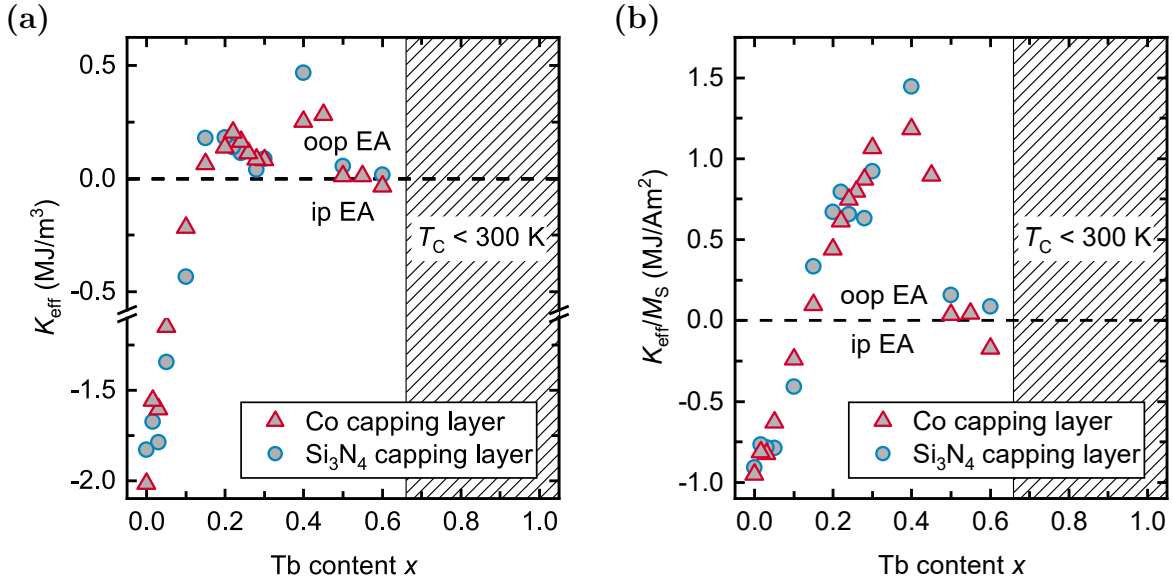 (a)
K_eff (MJ/m³)
0.5
0.0
-0.5
-1.5
-2.0
oop EA
ip EA
T_C < 300 K
Co capping layer
Si₃N₄ capping layer
0.0 0.2 0.4 0.6 0.8 1.0
Tb content x
(b)
K_eff/M_S (MJ/Am²)
1.5
1.0
0.5
0.0
-0.5
-1.0
oop EA
ip EA
T_C < 300 K
Co capping layer
Si₃N₄ capping layer
0.0 0.2 0.4 0.6 0.8 1.0
Tb content x